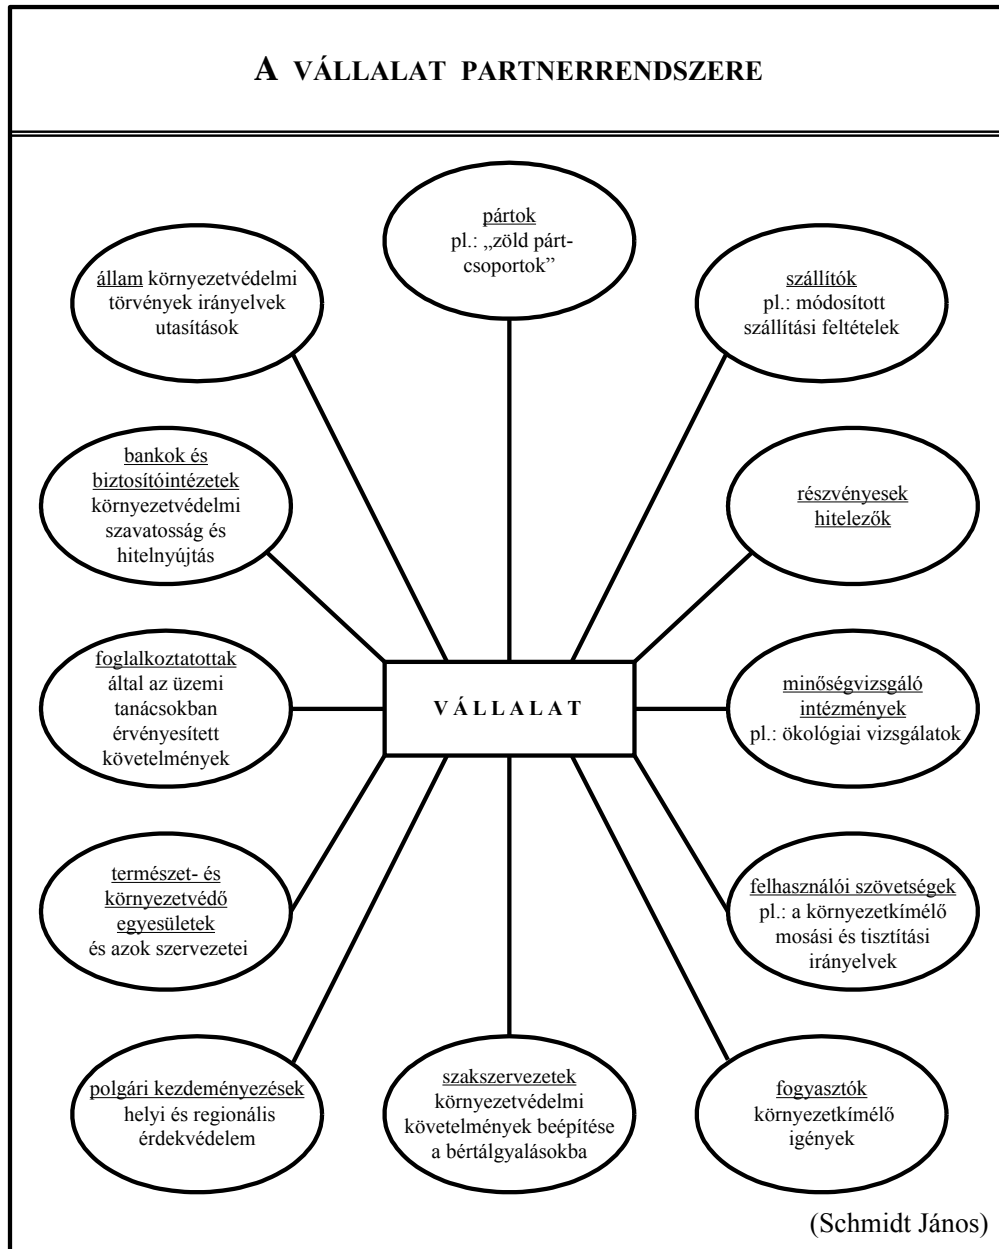 A VÁLLALAT PARTNERRENDSZERE
pártok
pl.: „zöld párt-
csoportok”
állam környezetvédelmi
törvények irányelvek
utasítások
szállítók
pl.: módosított
szállítási feltételek
bankok és
biztosítóintézetek
környezetvédelmi
szavatosság és
hitelnyújtás
részvényesek
hitelezők
foglalkoztatottak
által az üzemi
tanácsokban
érvényesített
követelmények
VÁLLALAT
minőségvizsgáló
intézmények
pl.: ökológiai vizsgálatok
természet- és
környezetvédő
egyesületek
és azok szervezetei
felhasználói szövetségek
pl.: a környezetkímélő
mosási és tisztítási
irányelvek
polgári kezdeményezések
helyi és regionális
érdekvédelem
szakszervezetek
környezetvédelmi
követelmények beépítése
a bértálgyalásokba
fogyasztók
környezetkímélő
igények
(Schmidt János)